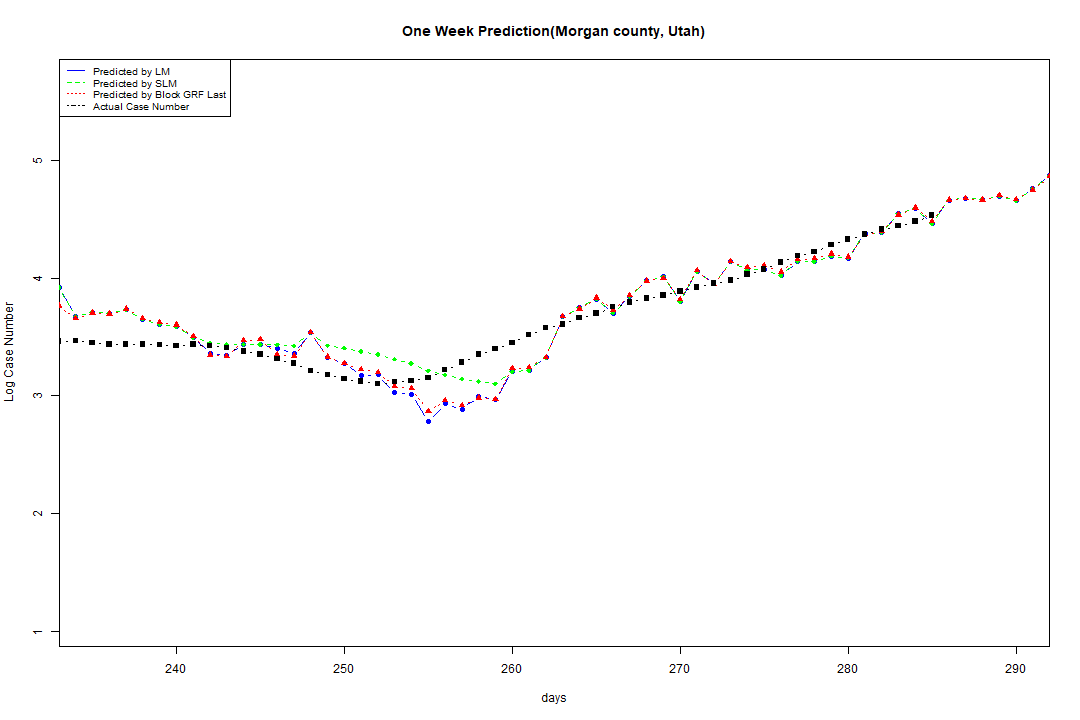 One Week Prediction(Morgan county, Utah)
Predicted by LM
Predicted by SLM
Predicted by Block GRF Last
Actual Case Number
Log Case Number
5
4
3
2
1
240 250 260 270 280 290
days